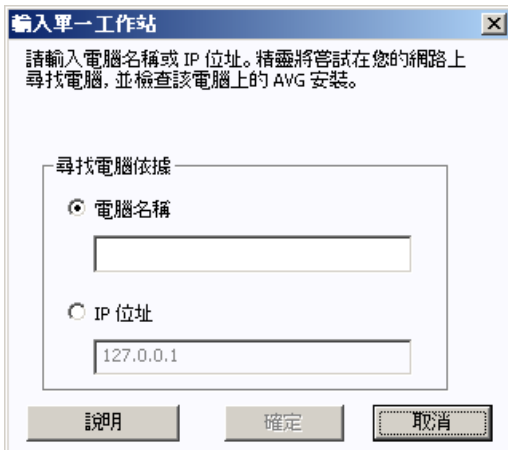 輸入單一工作站
請輸入電腦名稱或 IP 位址。精靈將嘗試在您的網路上
尋找電腦, 並檢查該電腦上的 AVG 安裝。
尋找電腦依據
電腦名稱
IP 位址
127.0.0.1
說明
確定
取消